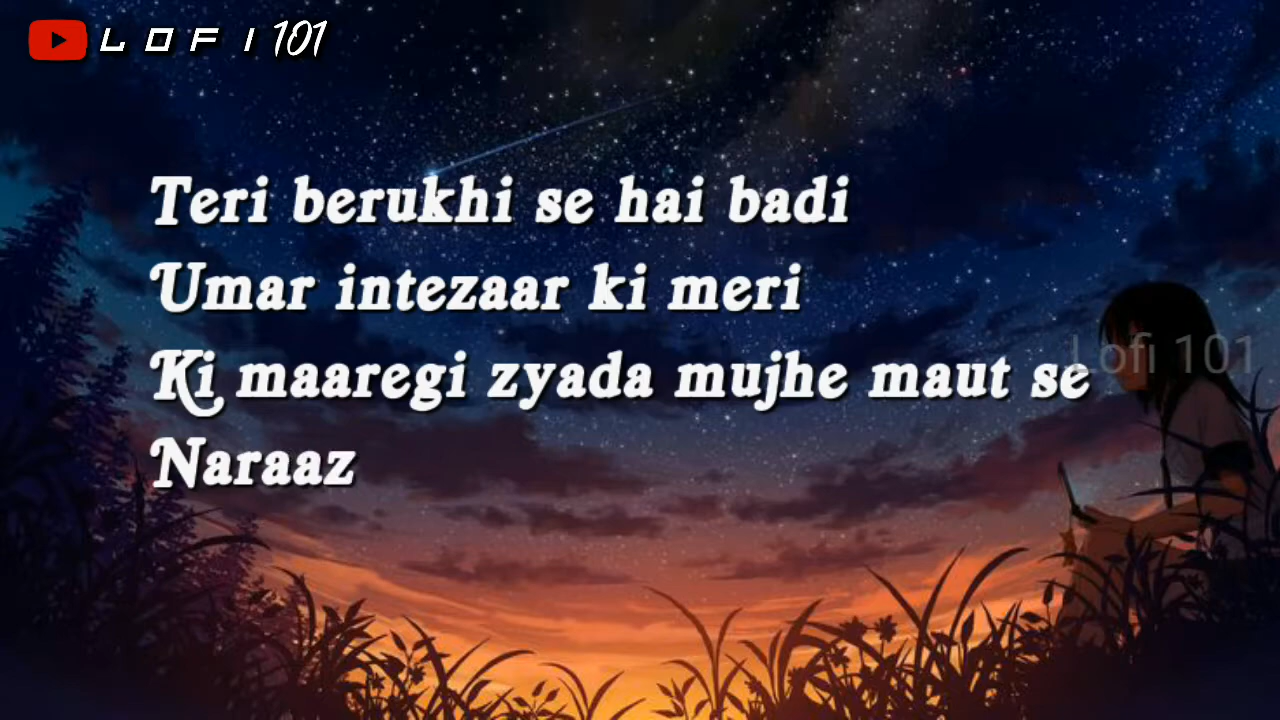 LOFI 101
Teri berukhi se hai badi
Umar intezaar ki meri
Ki maaregi zyada mujhe maut se
Lofi 101
Naraaz